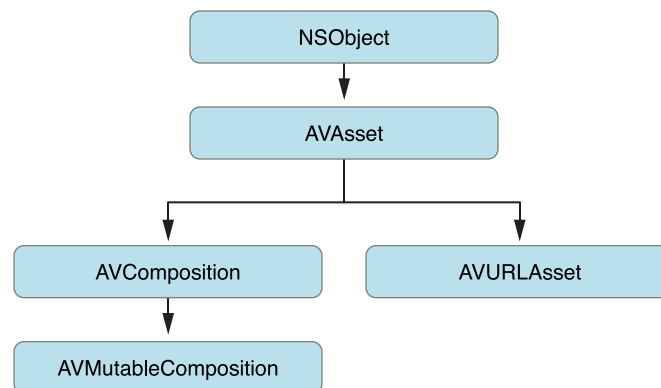 NSObject
AVAsset
AVComposition
AVURLAsset
AVMutableComposition